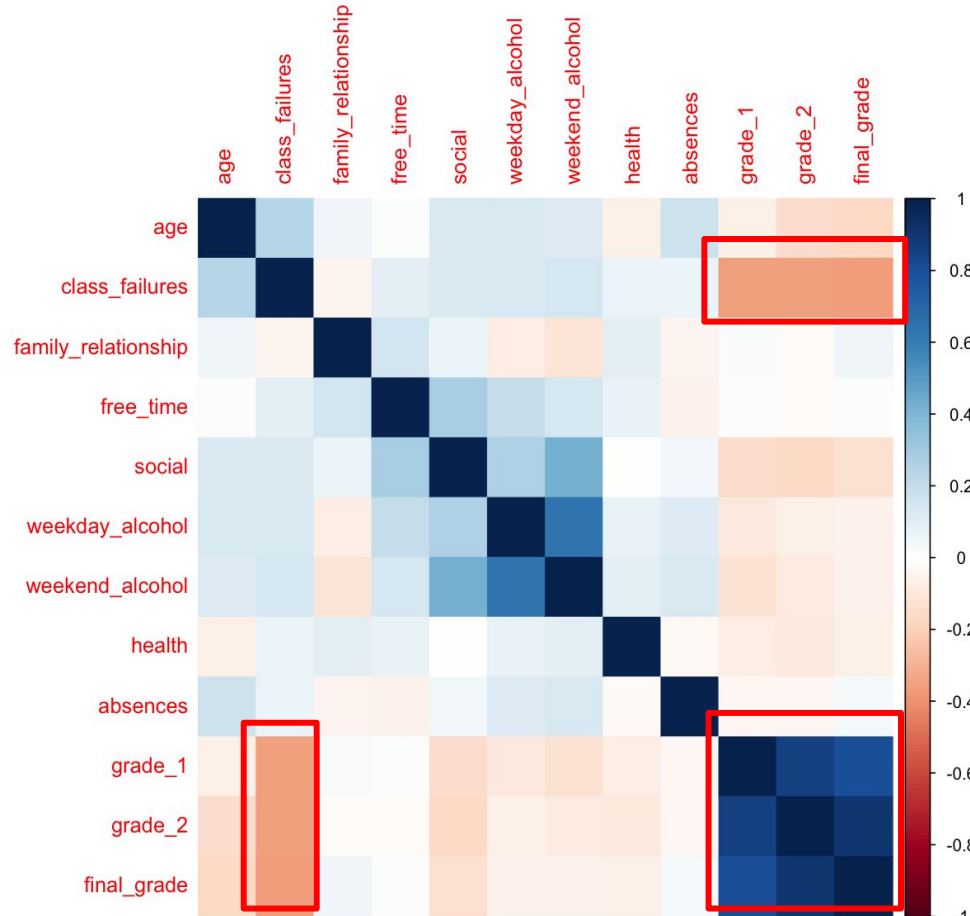 age
class_failures
family_relationship
free_time
social
weekday_alcohol
weekend_alcohol
health
absences
grade_1
grade_2
final_grade
age
class_failures
family_relationship
free_time
social
weekday_alcohol
weekend_alcohol
health
absences
grade_1
grade_2
final_grade
1
0.8
0.6
0.4
0.2
0
-0.2
-0.4
-0.6
-0.8
-1